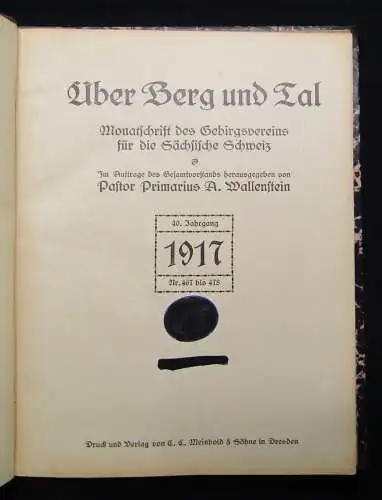 Über Berg und Tal
Monatschrift des Gebirgsvereins
für die Sächsische Schweiz
Im Auftrage des Gesamtvorstands herausgegeben von
Pastor Primarius A. Wallenstein
40. Jahrgang
1917
Nr. 467 bis 478
Druck und Verlag von C. C. Meinhold & Söhne in Dresden